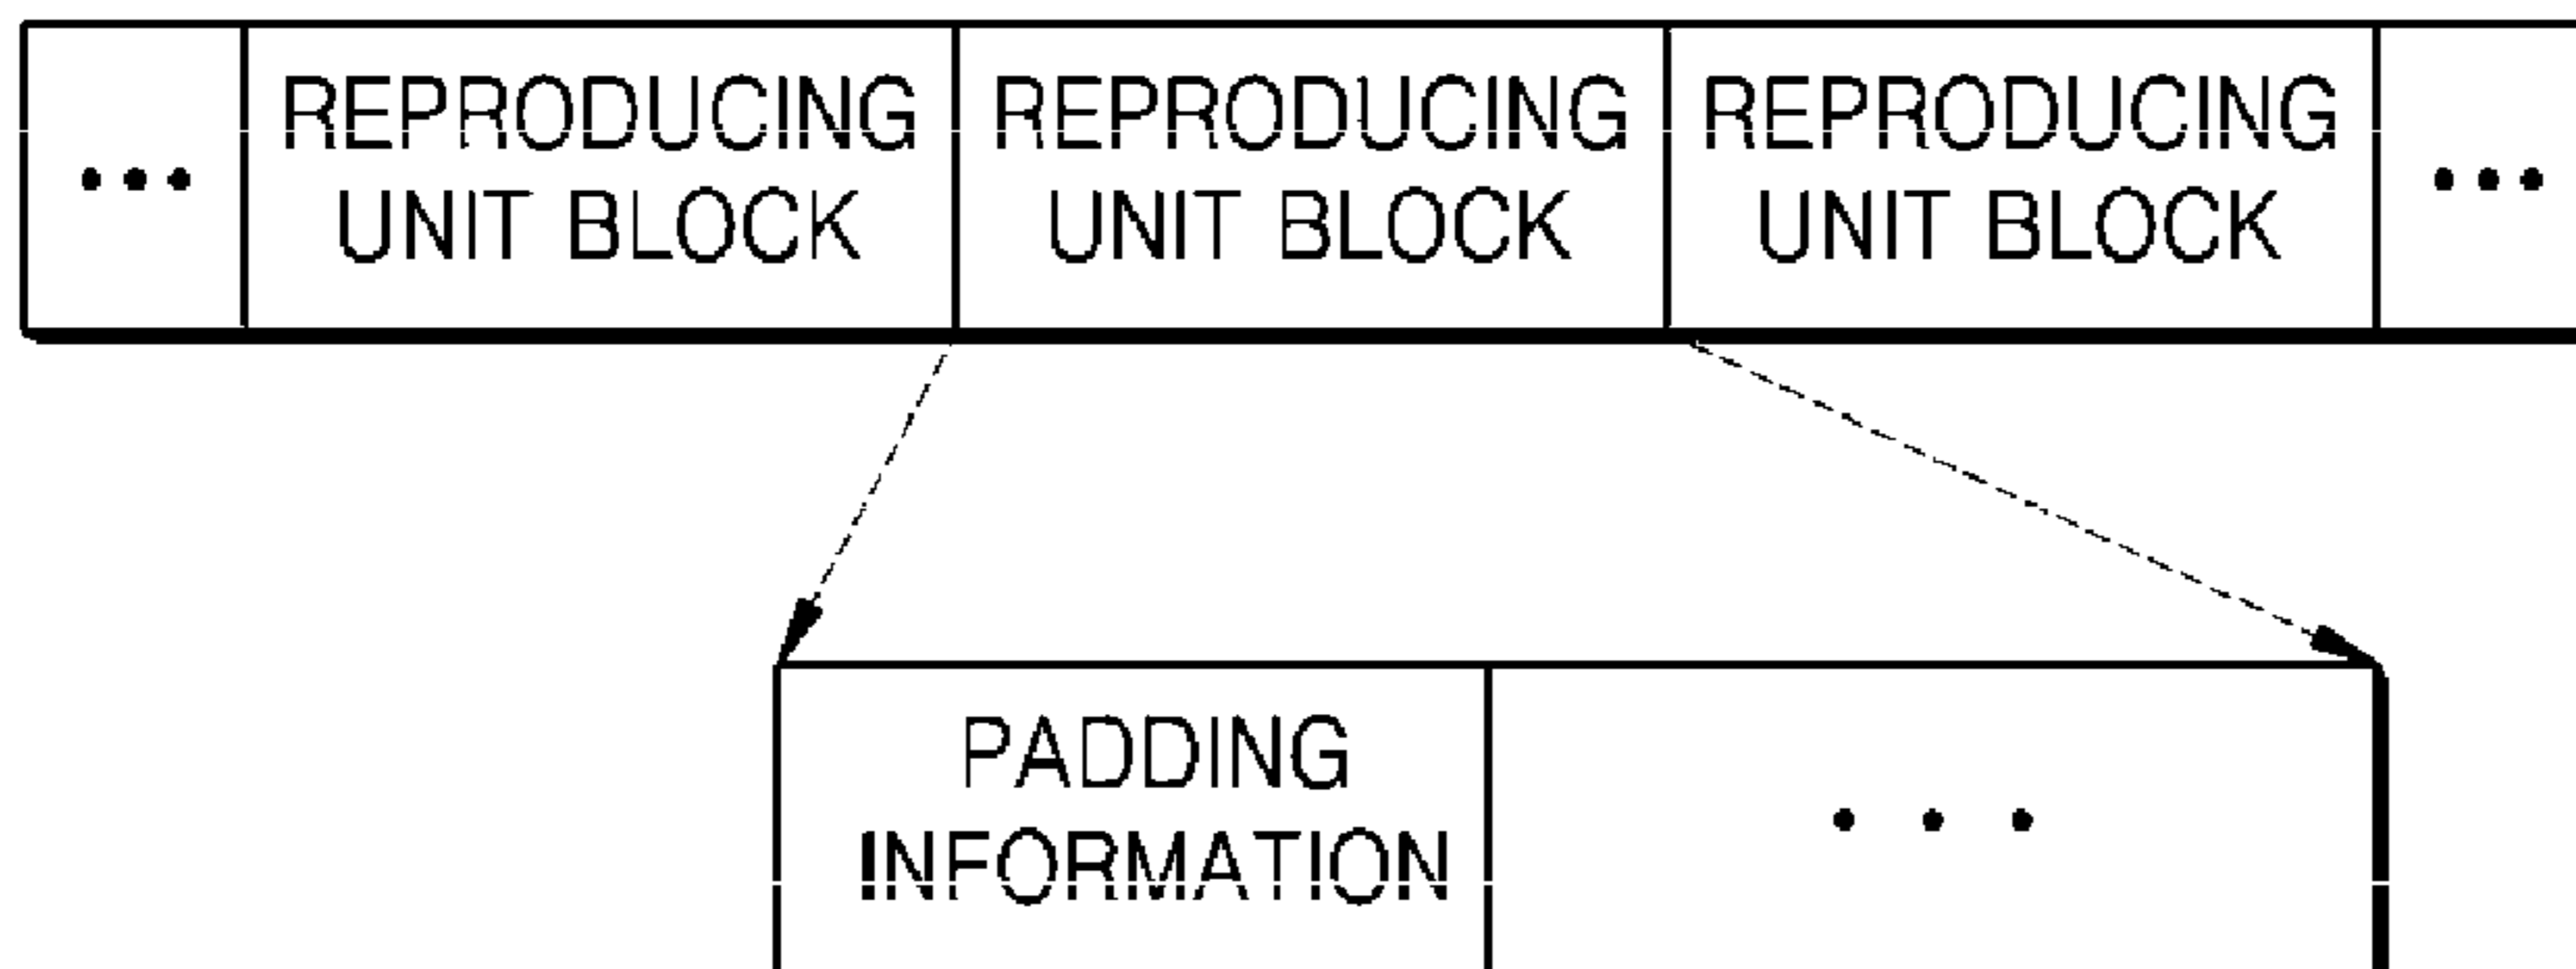 ... REPRODUCING REPRODUCING REPRODUCING ...
UNIT BLOCK UNIT BLOCK UNIT BLOCK
PADDING . . .
INFORMATION